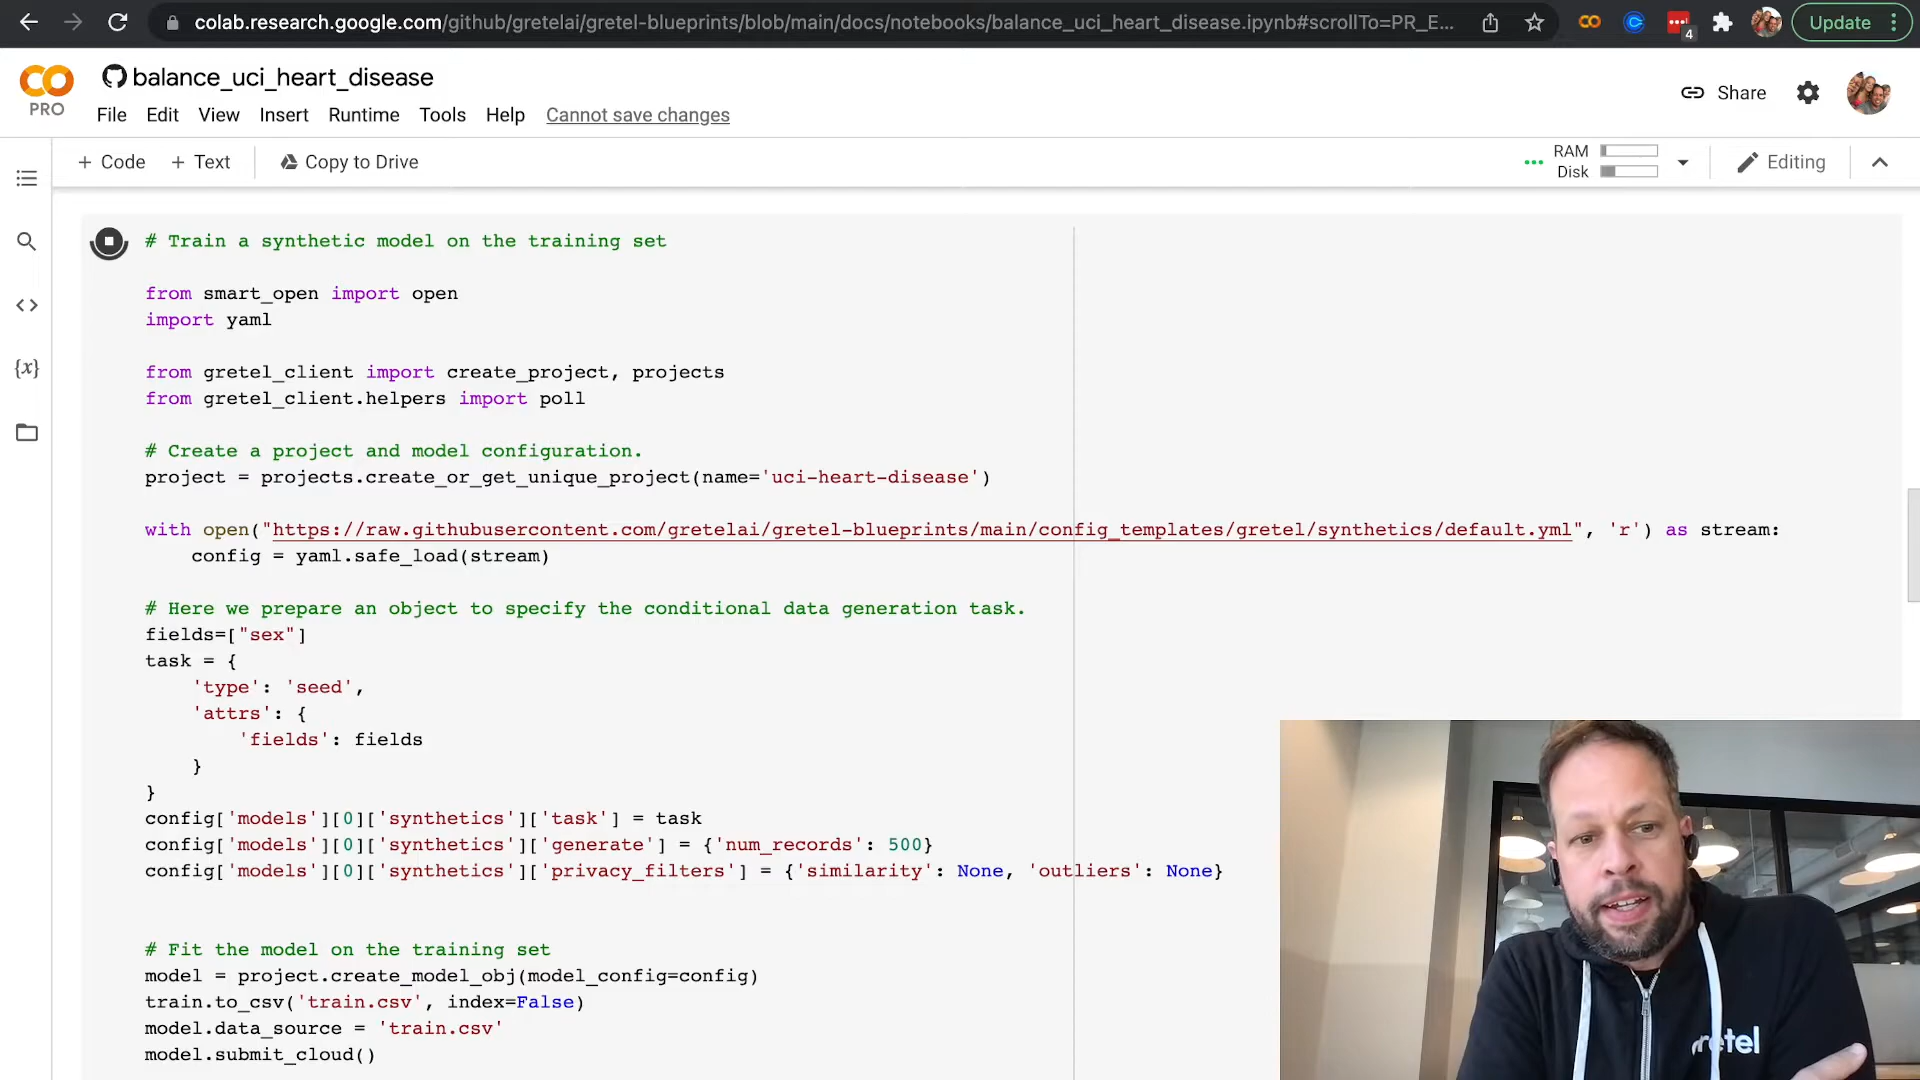 colab.research.google.com/github/gretelai/gretel-blueprints/blob/main/docs/notebooks/balance_uci_heart_disease.ipynb#scrollTo=PR_E...
4
Update
PRO
balance_uci_heart_disease
File Edit View Insert Runtime Tools Help Cannot save changes
Share
+ Code + Text Copy to Drive
RAM
Disk
Editing
{x}
# Train a synthetic model on the training set
from smart_open import open
import yaml
from gretel_client import create_project, projects
from gretel_client.helpers import poll
# Create a project and model configuration.
project = projects.create_or_get_unique_project(name='uci-heart-disease')
with open("https://raw.githubusercontent.com/gretelai/gretel-blueprints/main/config_templates/gretel/synthetics/default.yml", 'r') as stream:
config = yaml.safe_load(stream)
# Here we prepare an object to specify the conditional data generation task.
fields=["sex"]
task = {
'type': 'seed',
'attrs': {
'fields': fields
}
}
config['models'][0]['synthetics']['task'] = task
config['models'][0]['synthetics']['generate'] = {'num_records': 500}
config['models'][0]['synthetics']['privacy_filters'] = {'similarity': None, 'outliers': None}
# Fit the model on the training set
model = project.create_model_obj(model_config=config)
train.to_csv('train.csv', index=False)
model.data_source = 'train.csv'
model.submit_cloud()
gretel